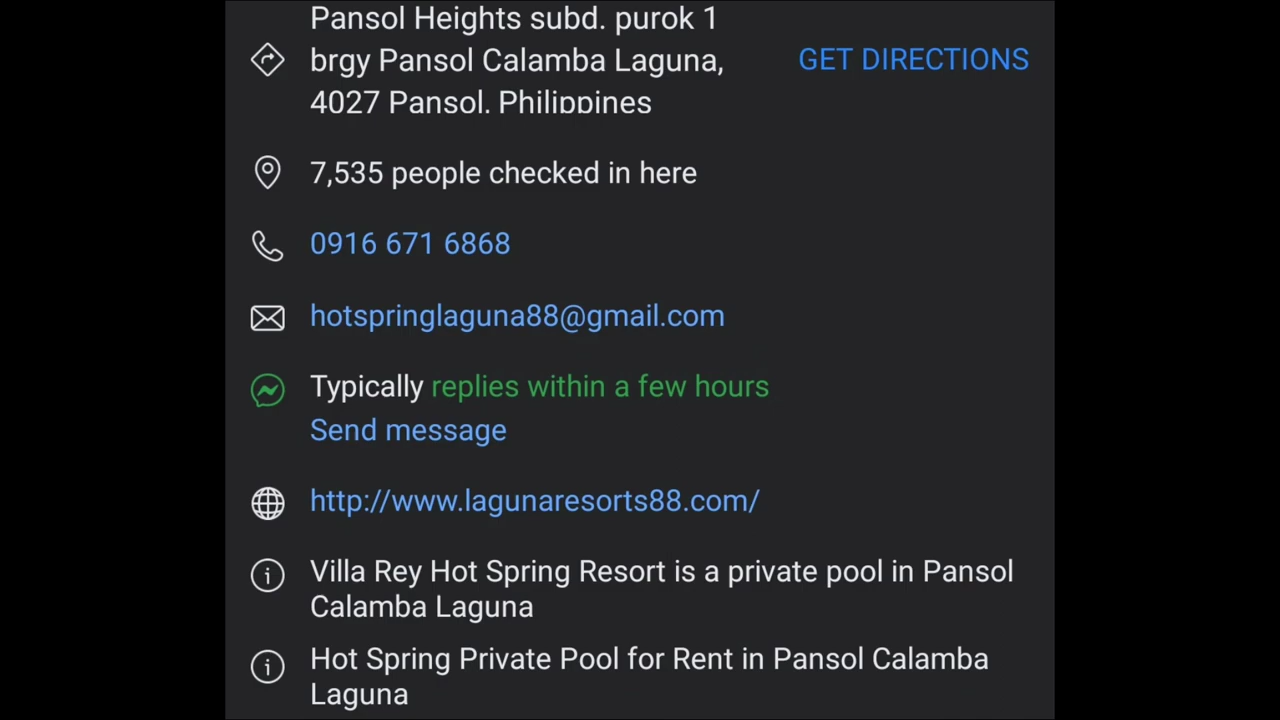 Pansol Heights subd. purok 1
brgy Pansol Calamba Laguna,
4027 Pansol, Philippines
GET DIRECTIONS
7,535 people checked in here
0916 671 6868
hotspringlaguna88@gmail.com
Typically replies within a few hours
Send message
http://www.lagunaresorts88.com/
Villa Rey Hot Spring Resort is a private pool in Pansol
Calamba Laguna
Hot Spring Private Pool for Rent in Pansol Calamba
Laguna